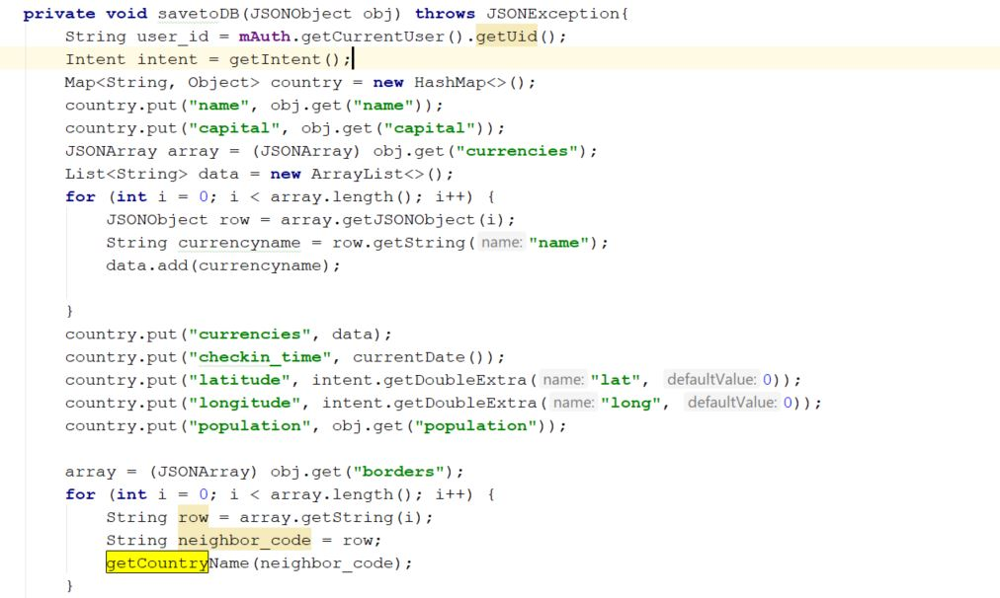 private void savetoDB(JSONObject obj) throws JSONException{
    String user_id = mAuth.getCurrentUser().getUid();
    Intent intent = getIntent();
    Map<String, Object> country = new HashMap<>();
    country.put("name", obj.get("name"));
    country.put("capital", obj.get("capital"));
    JSONArray array = (JSONArray) obj.get("currencies");
    List<String> data = new ArrayList<>();
    for (int i = 0; i < array.length(); i++) {
        JSONObject row = array.getJSONObject(i);
        String currencyname = row.getString( name: "name");
        data.add(currencyname);
    }
    country.put("currencies", data);
    country.put("checkin_time", currentDate());
    country.put("latitude", intent.getDoubleExtra( name: "lat", defaultValue: 0));
    country.put("longitude", intent.getDoubleExtra( name: "long", defaultValue: 0));
    country.put("population", obj.get("population"));
    array = (JSONArray) obj.get("borders");
    for (int i = 0; i < array.length(); i++) {
        String row = array.getString(i);
        String neighbor_code = row;
        getCountryName(neighbor_code);
    }